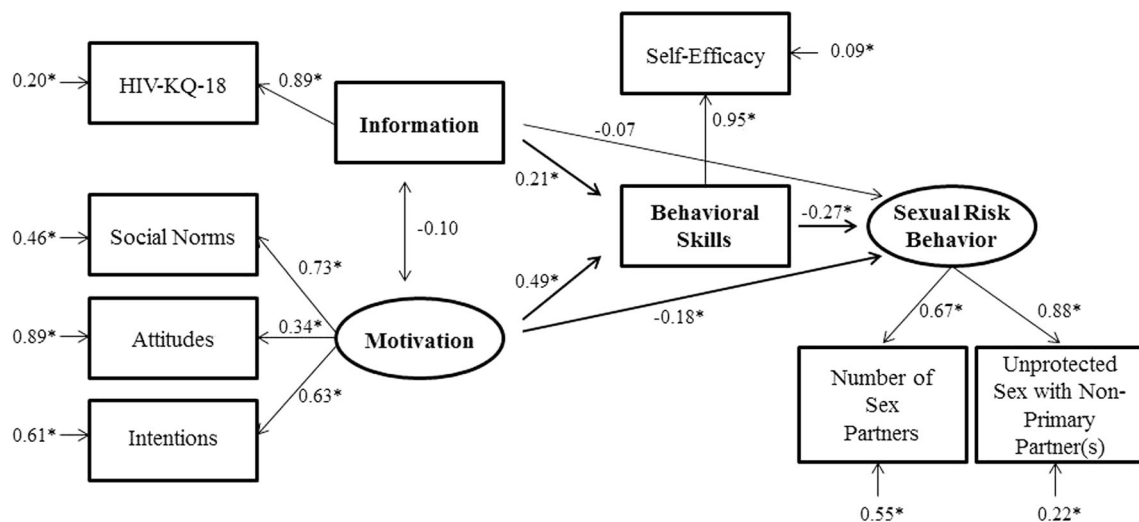 Self-Efficacy
0.09*
0.20*
HIV-KQ-18
0.89*
Information
-0.07
0.95*
0.21*
Behavioral
Skills
-0.27*
Sexual Risk
Behavior
0.46*
Social Norms
0.73*
-0.10
0.49*
-0.18*
0.89*
Attitudes
0.34*
Motivation
0.67*
0.88*
0.61*
Intentions
0.63*
Number of
Sex
Partners
Unprotected
Sex with Non-
Primary
Partner(s)
0.55*
0.22*